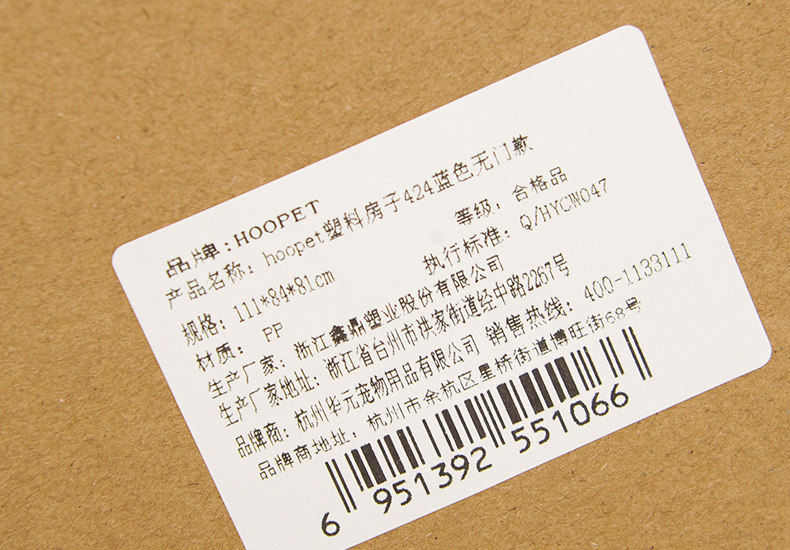 品牌:HOOPET
产品名称: hoopet塑料房子424蓝色无门款
规格: 111*84*81cm 等级: 合格品
材质: PP 执行标准: Q/HYCW047
生产厂家: 浙江鑫鼎塑业股份有限公司
生产厂家地址: 浙江省台州市洪家街道经中路2267号
品牌商: 杭州华元宠物用品有限公司 销售热线: 400-1133111
品牌商地址: 杭州市余杭区星桥街道博旺街68号
6 951392 551066